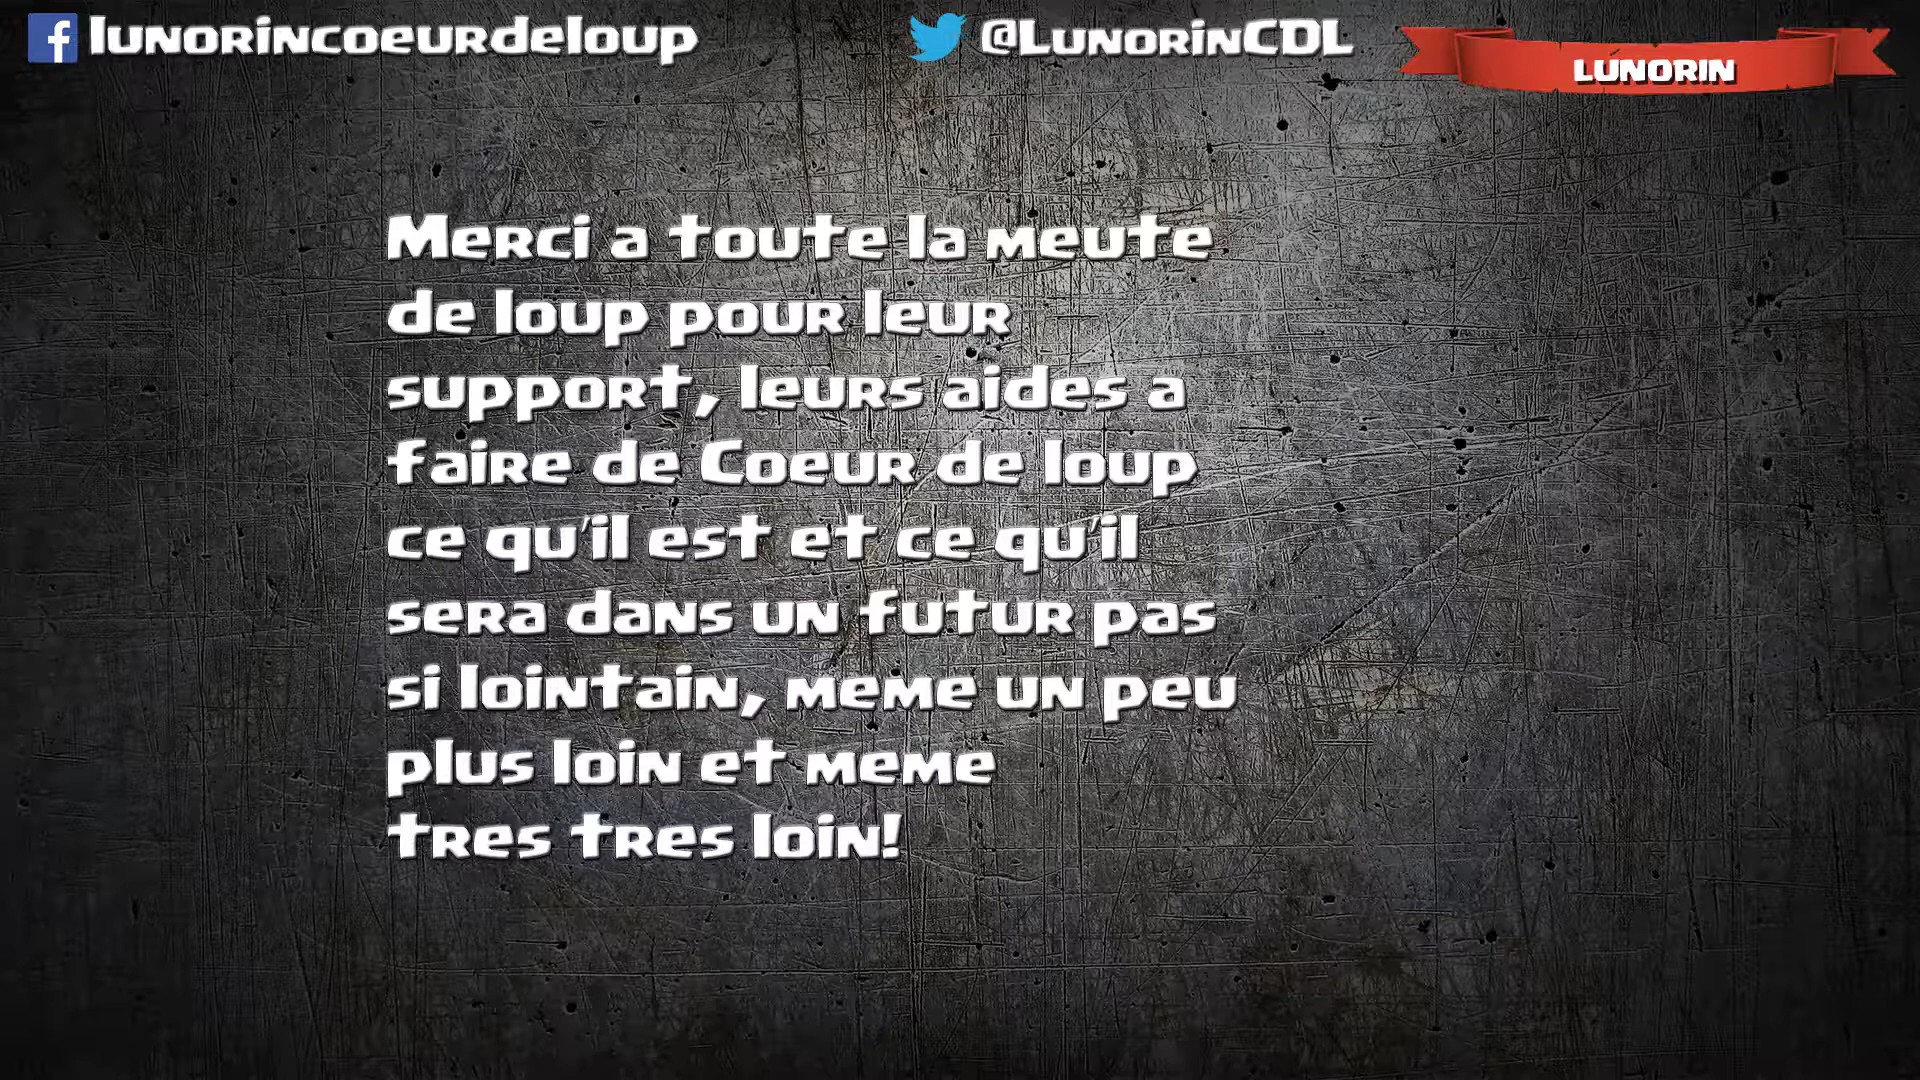 lunorincoeurdeloup
@LunorinCDL
LÚNORIN
Merci a toute la meute
de loup pour leur
support, leurs aides a
faire de Coeur de loup
ce qu'il est et ce qu'il
sera dans un futur pas
si lointain, meme un peu
plus loin et meme
tres tres loin!